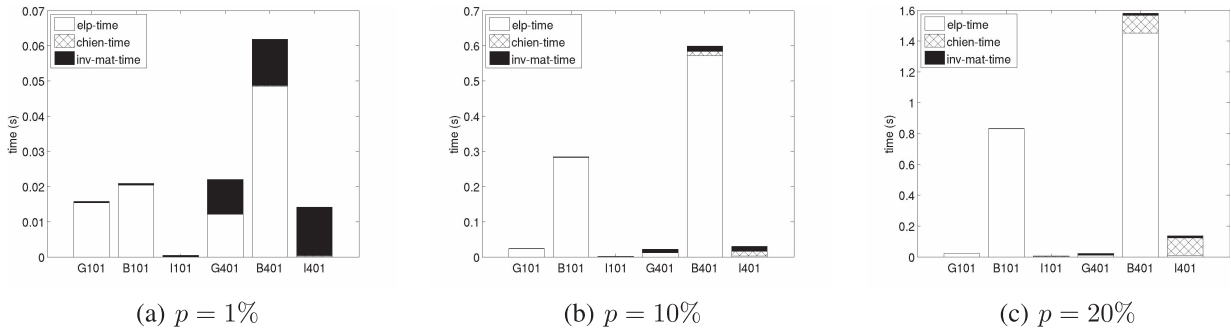 0.07
0.06
0.05
0.04
0.03
0.02
0.01
0
time (s)
elp-time
chien-time
inv-mat-time
G101 B101 I101 G401 B401 I401
(a) p = 1%
0.7
0.6
0.5
0.4
0.3
0.2
0.1
0
time (s)
elp-time
chien-time
inv-mat-time
G101 B101 I101 G401 B401 I401
(b) p = 10%
1.6
1.4
1.2
1
0.8
0.6
0.4
0.2
0
time (s)
elp-time
chien-time
inv-mat-time
G101 B101 I101 G401 B401 I401
(c) p = 20%